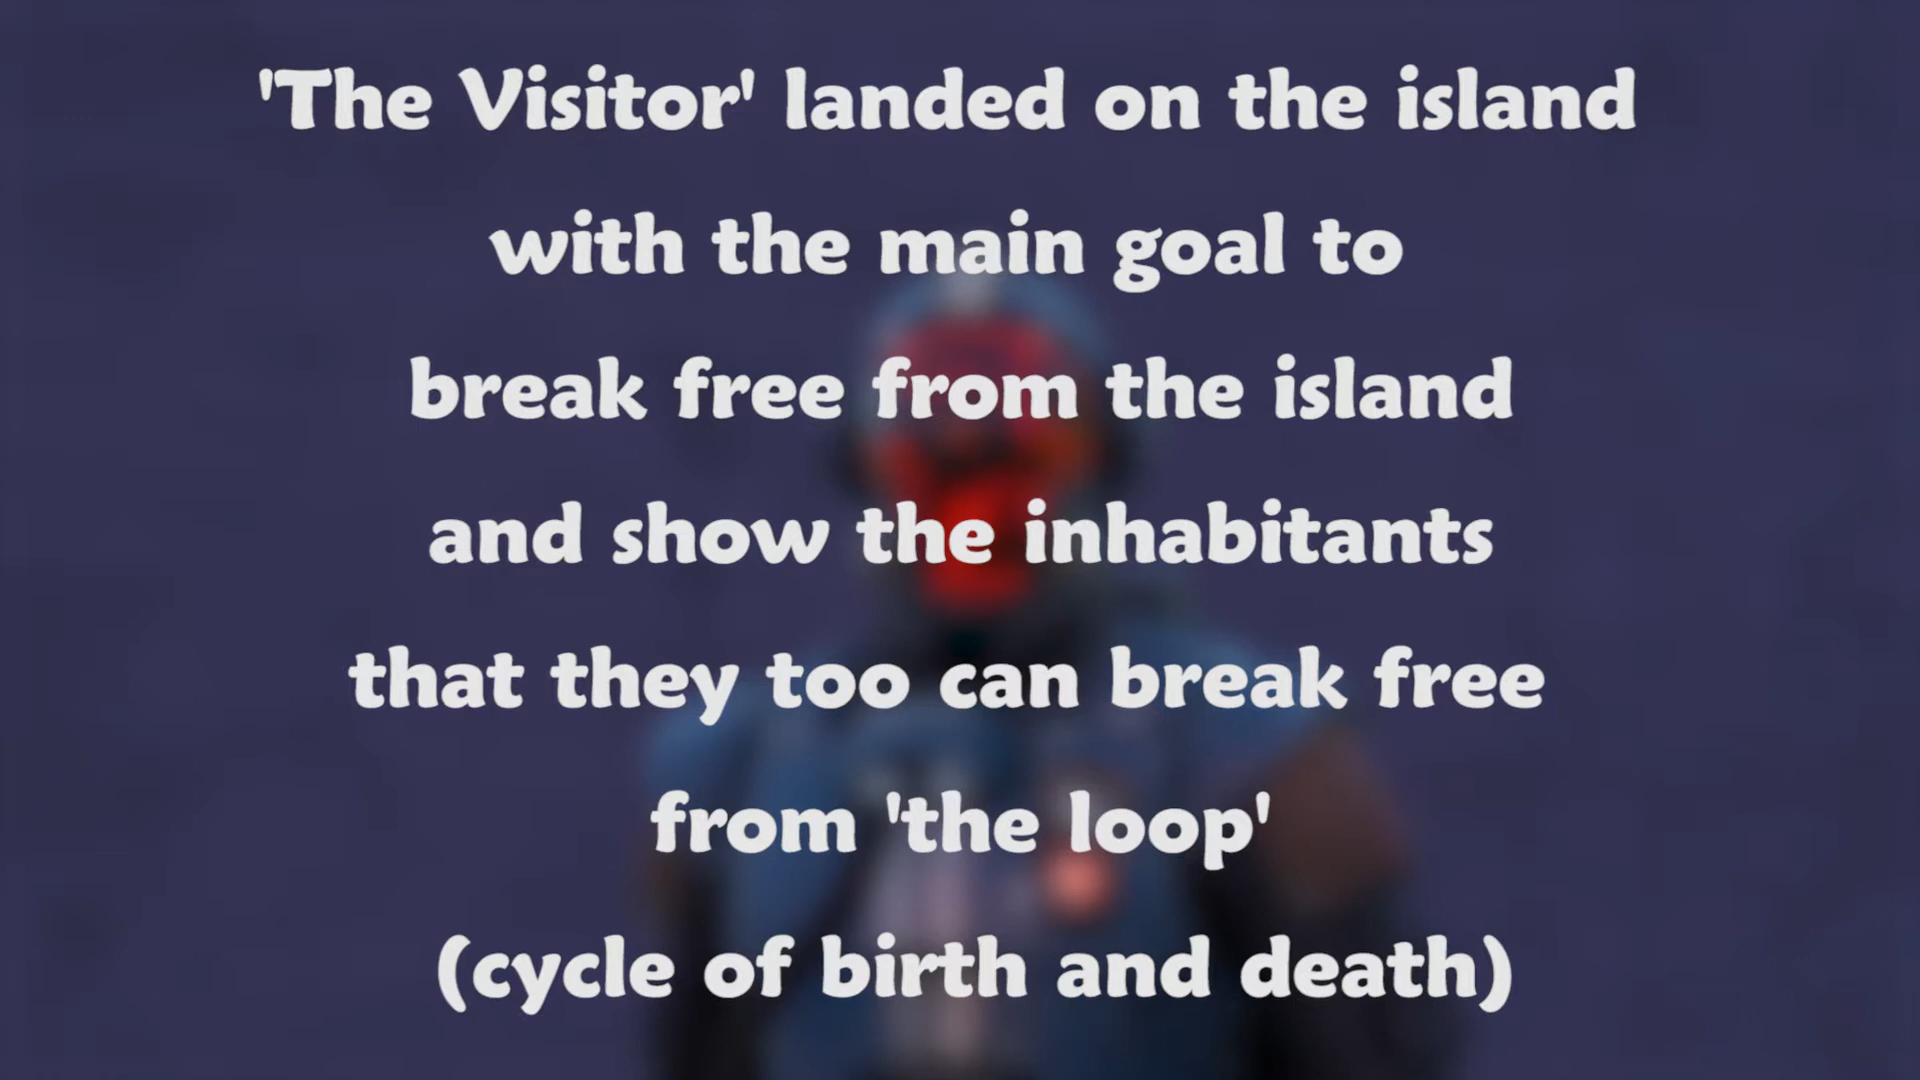 'The Visitor' landed on the island
with the main goal to
break free from the island
and show the inhabitants
that they too can break free
from 'the loop'
(cycle of birth and death)